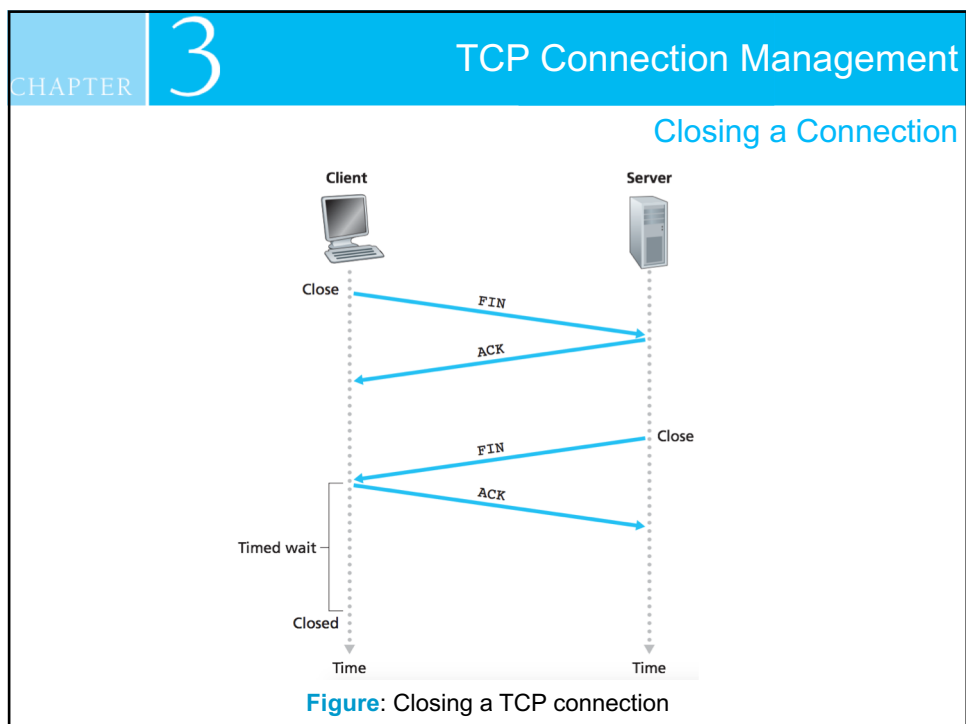 CHAPTER 3
TCP Connection Management
Closing a Connection
Client
Server
Close
FIN
ACK
Close
FIN
ACK
Timed wait
Closed
Time
Time
Figure: Closing a TCP connection